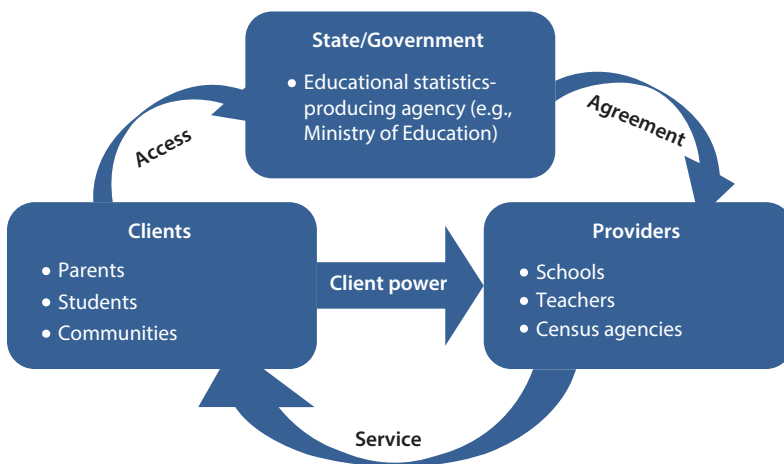 State/Government
• Educational statistics-
producing agency (e.g.,
Ministry of Education)
Access
Agreement
Clients
• Parents
• Students
• Communities
Client power
Providers
• Schools
• Teachers
• Census agencies
Service